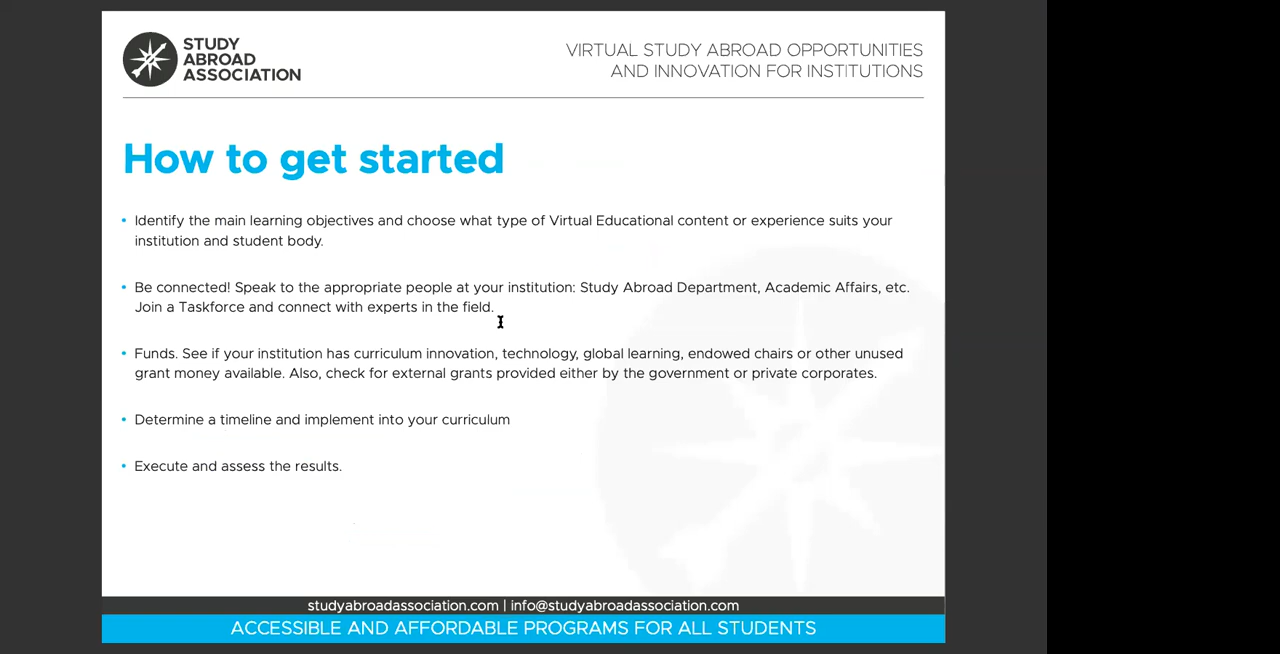 STUDY
ABROAD
ASSOCIATION
VIRTUAL STUDY ABROAD OPPORTUNITIES
AND INNOVATION FOR INSTITUTIONS
How to get started
• Identify the main learning objectives and choose what type of Virtual Educational content or experience suits your
institution and student body.
• Be connected! Speak to the appropriate people at your institution: Study Abroad Department, Academic Affairs, etc.
Join a Taskforce and connect with experts in the field.
• Funds. See if your institution has curriculum innovation, technology, global learning, endowed chairs or other unused
grant money available. Also, check for external grants provided either by the government or private corporates.
• Determine a timeline and implement into your curriculum
• Execute and assess the results.
studyabroadassociation.com | info@studyabroadassociation.com
ACCESSIBLE AND AFFORDABLE PROGRAMS FOR ALL STUDENTS